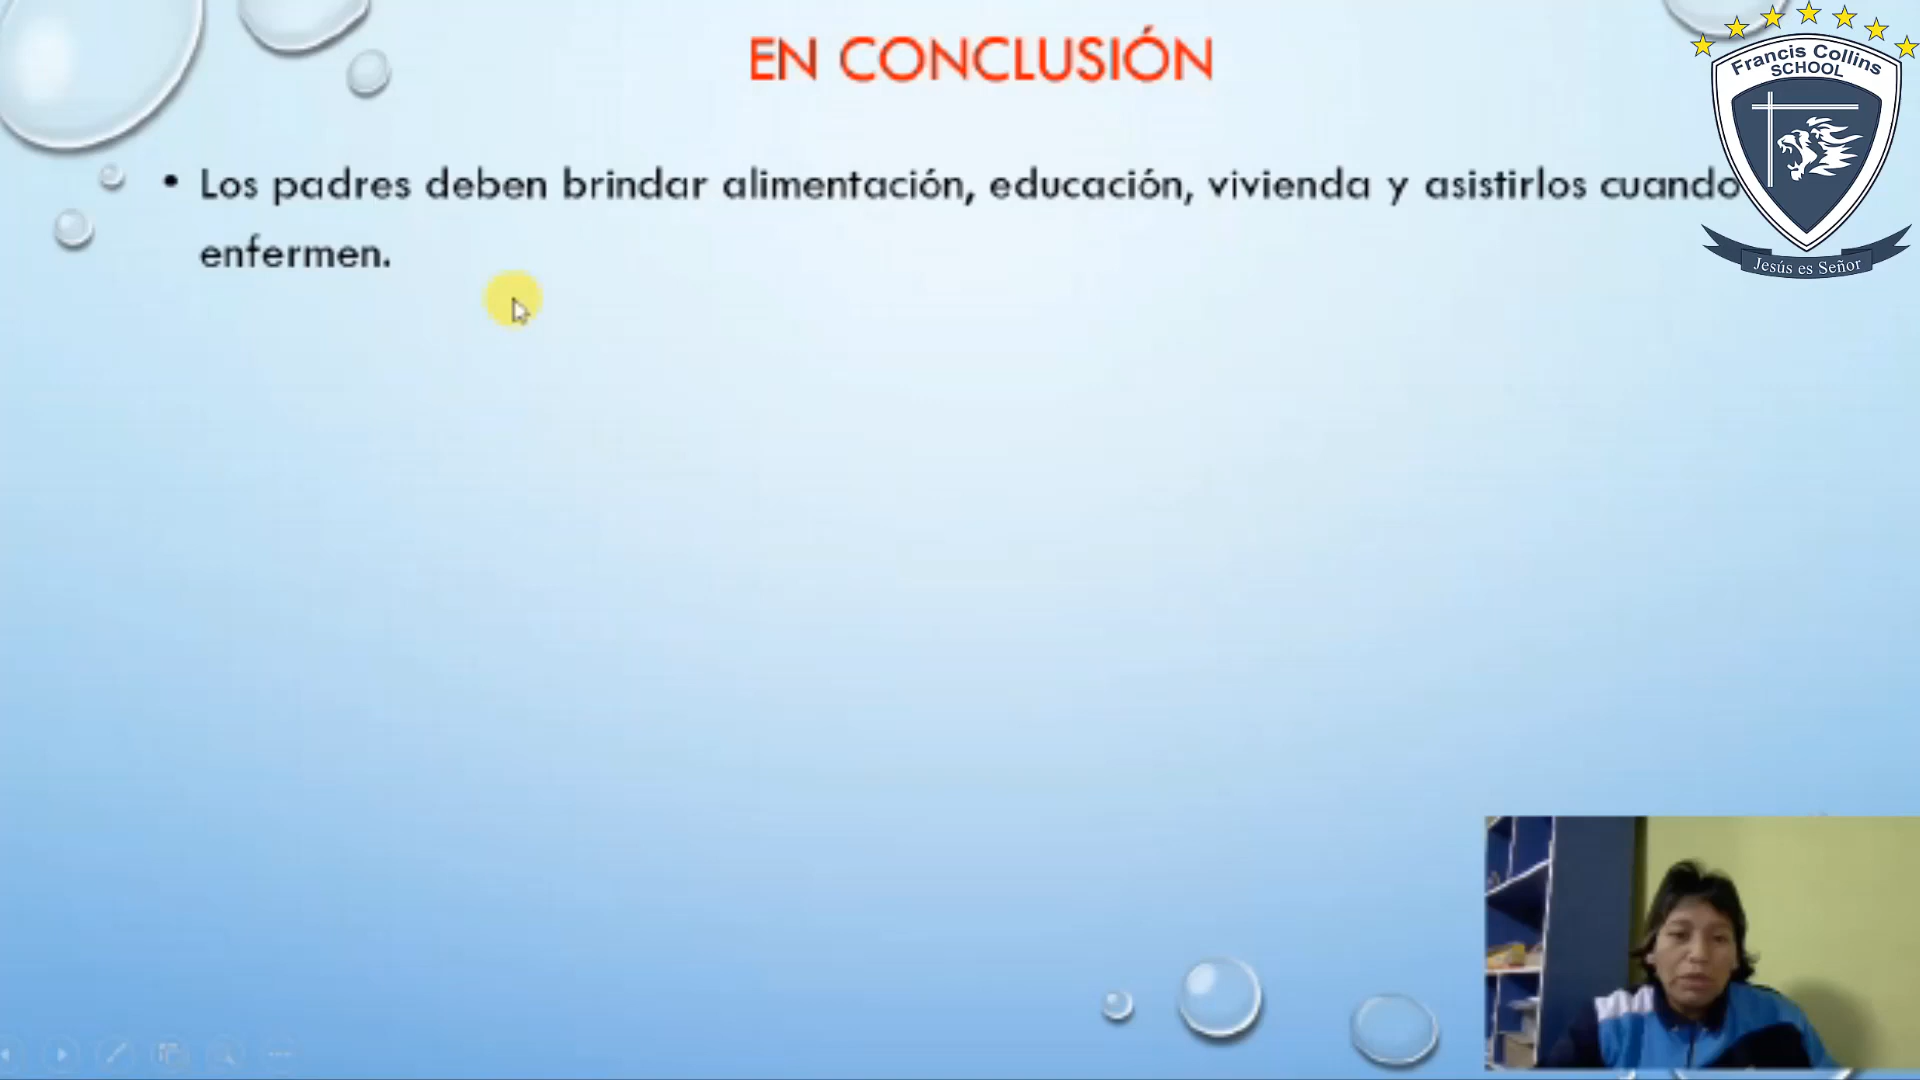 EN CONCLUSIÓN
Francis Collins
SCHOOL
• Los padres deben brindar alimentación, educación, vivienda y asistirlos cuando
enfermen.
Jesús es Señor